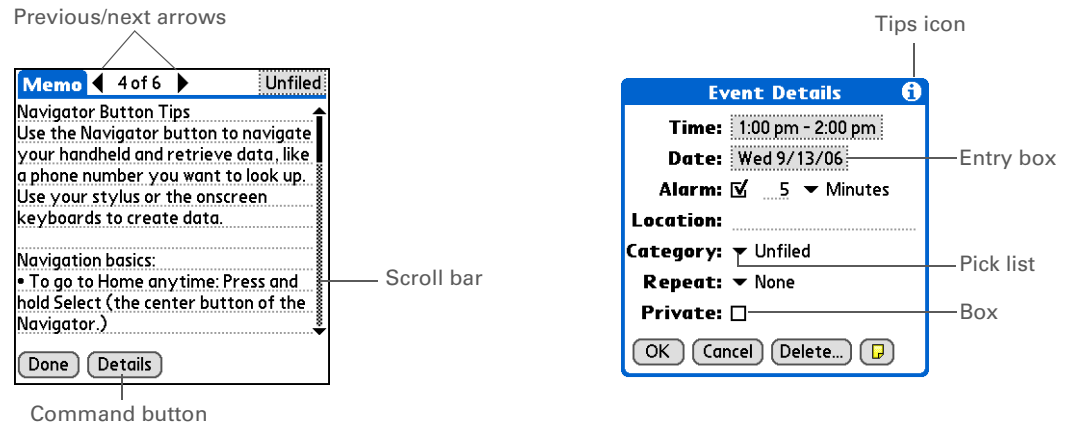 Previous/next arrows
Memo 4 of 6 Unfiled
Navigator Button Tips
Use the Navigator button to navigate
your handheld and retrieve data, like
a phone number you want to look up.
Use your stylus or the onscreen
keyboards to create data.
Navigation basics:
• To go to Home anytime: Press and
hold Select (the center button of the
Navigator.)
Done Details
Scroll bar
Command button
Tips icon
Event Details i
Time: 1:00 pm - 2:00 pm
Date: Wed 9/13/06
Entry box
Alarm: 5 Minutes
Location:
Category: Unfiled
Pick list
Repeat: None
Private:
Box
OK Cancel Delete...